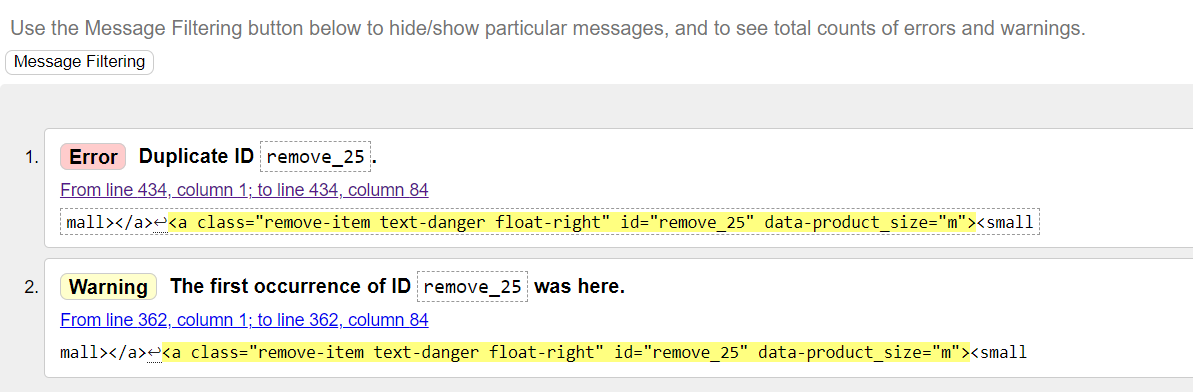 Use the Message Filtering button below to hide/show particular messages, and to see total counts of errors and warnings.
Message Filtering
1. Error Duplicate ID remove_25.
From line 434, column 1; to line 434, column 84
mall></a>↩<a class="remove-item text-danger float-right" id="remove_25" data-product_size="m"><small
2. Warning The first occurrence of ID remove_25 was here.
From line 362, column 1; to line 362, column 84
mall></a>↩<a class="remove-item text-danger float-right" id="remove_25" data-product_size="m"><small